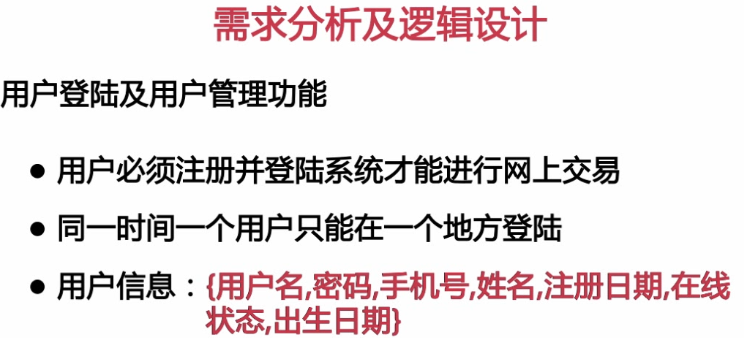 需求分析及逻辑设计
用户登陆及用户管理功能
● 用户必须注册并登陆系统才能进行网上交易
● 同一时间一个用户只能在一个地方登陆
● 用户信息：{用户名,密码,手机号,姓名,注册日期,在线
状态,出生日期}